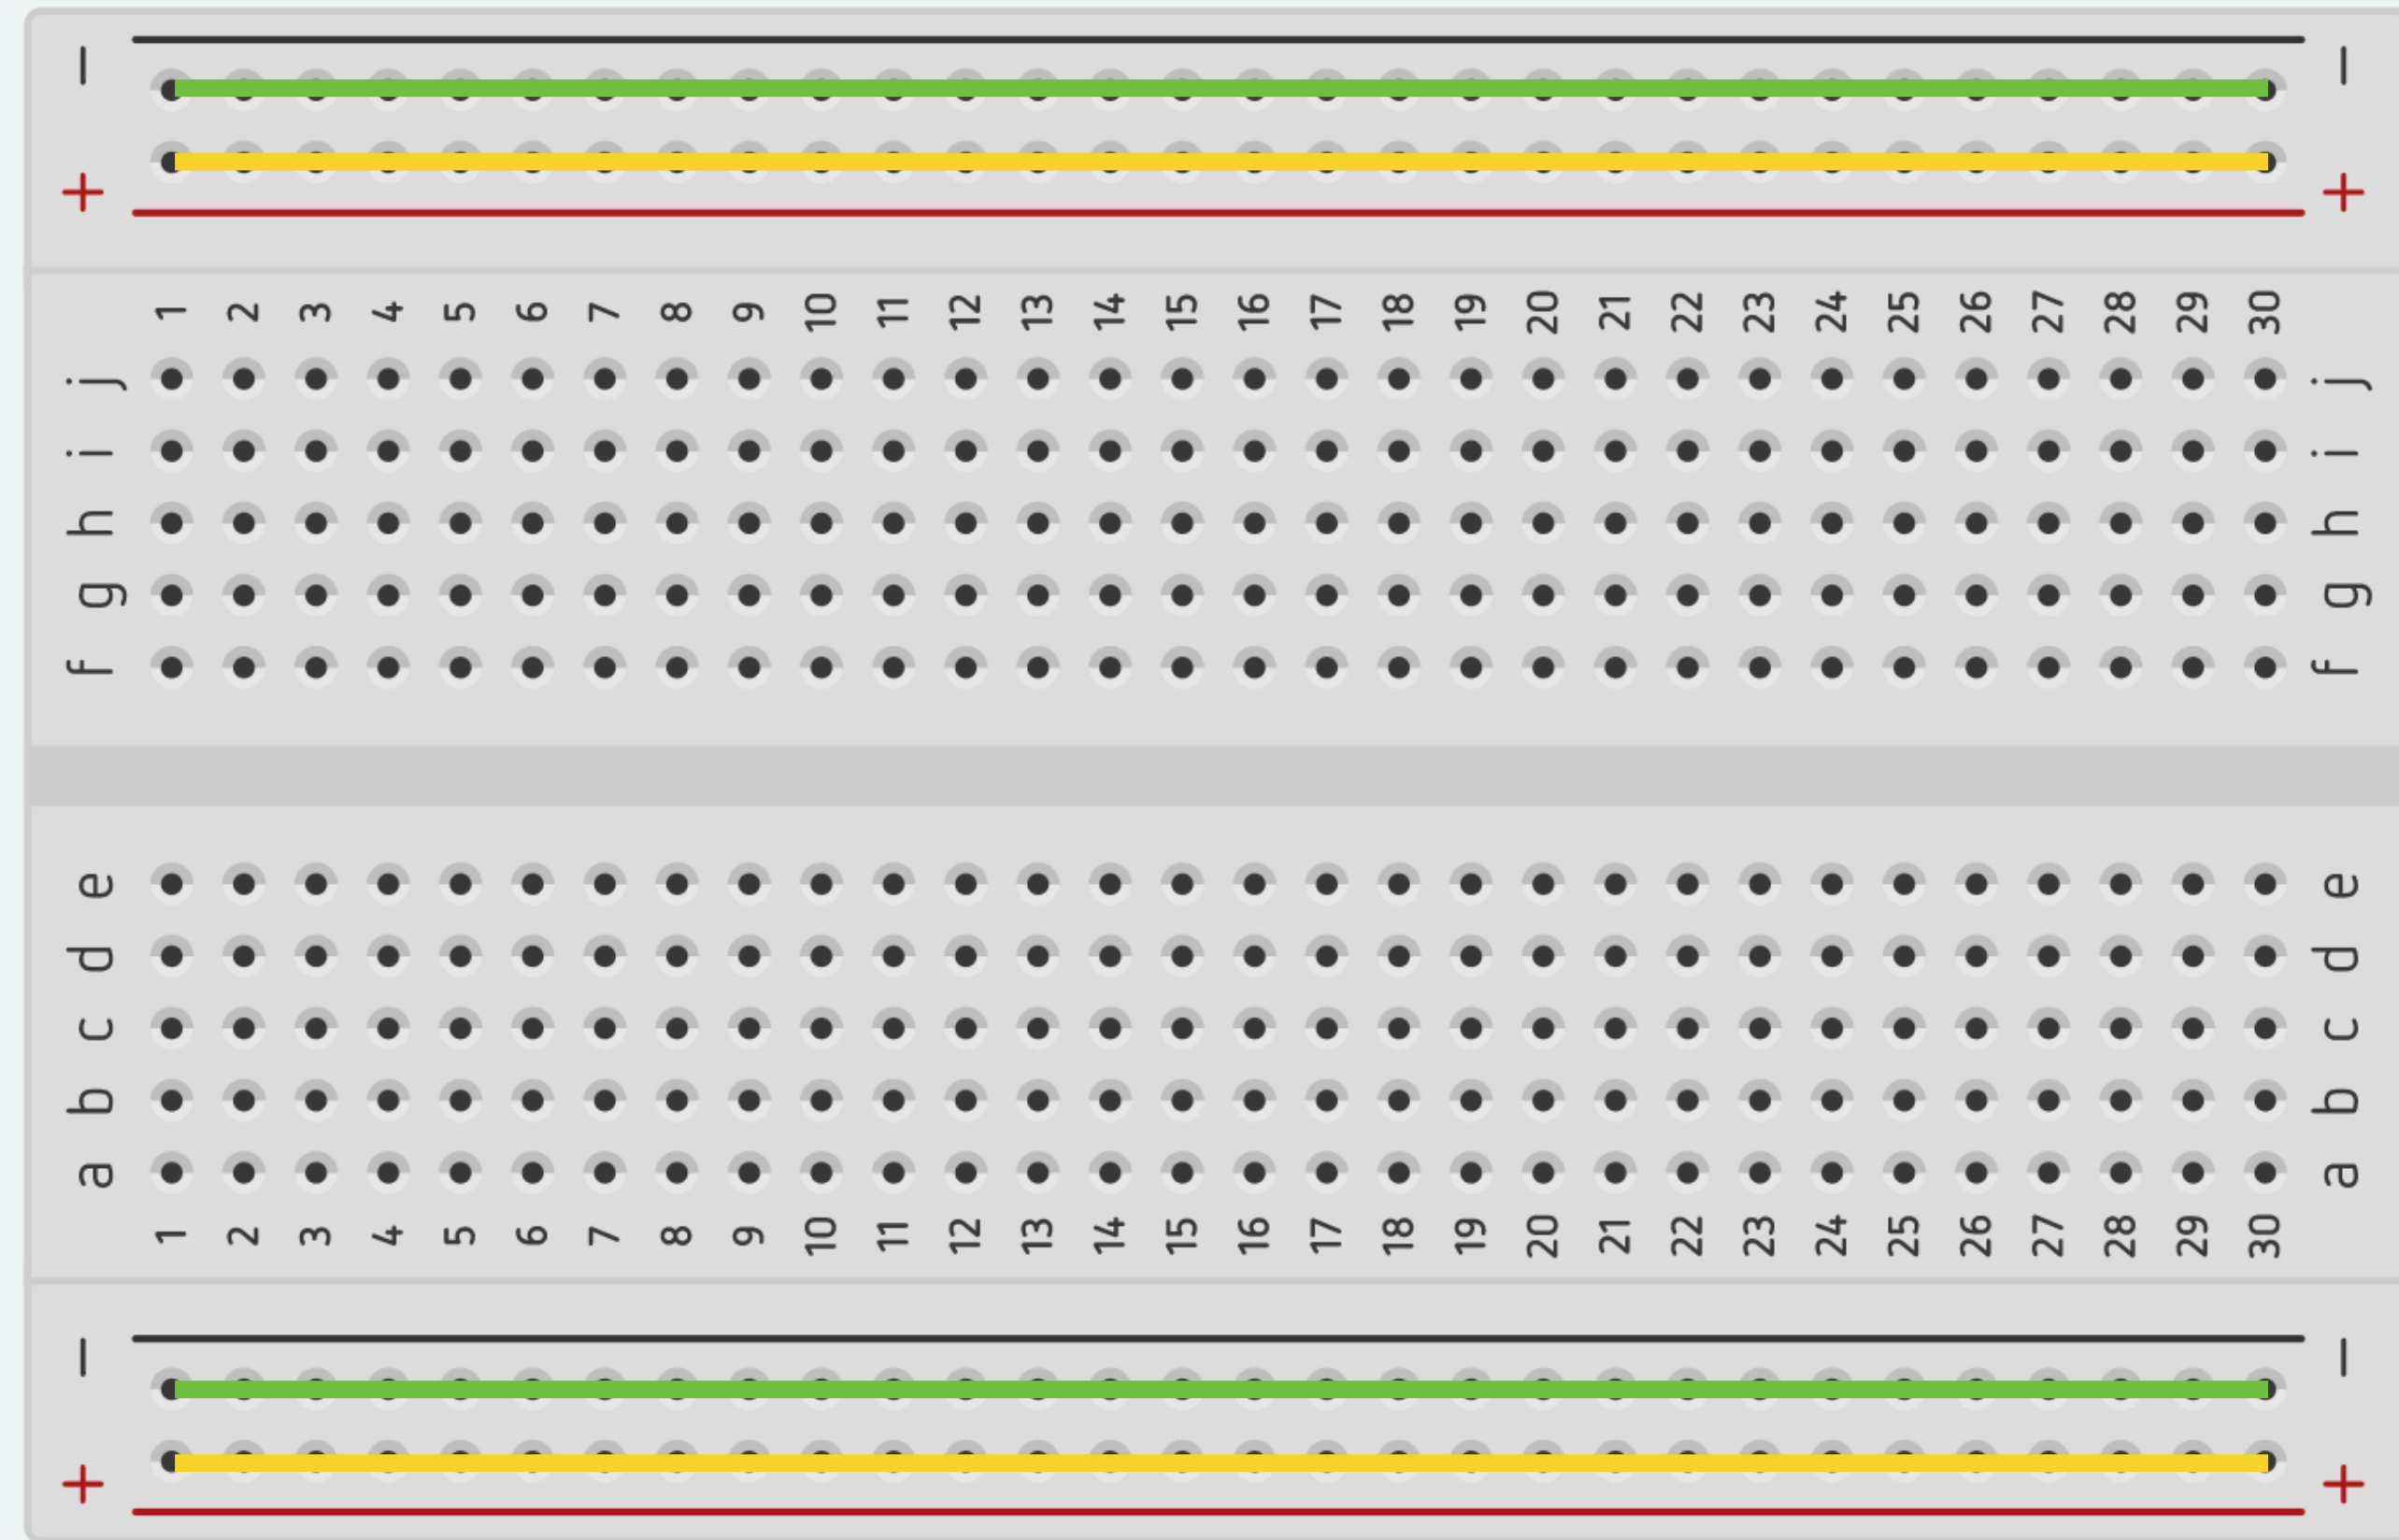 – –
+ +
1 2 3 4 5 6 7 8 9 10 11 12 13 14 15 16 17 18 19 20 21 22 23 24 25 26 27 28 29 30
j j
i i
h h
g g
f f
e e
d d
c c
b b
a a
1 2 3 4 5 6 7 8 9 10 11 12 13 14 15 16 17 18 19 20 21 22 23 24 25 26 27 28 29 30
– –
+ +